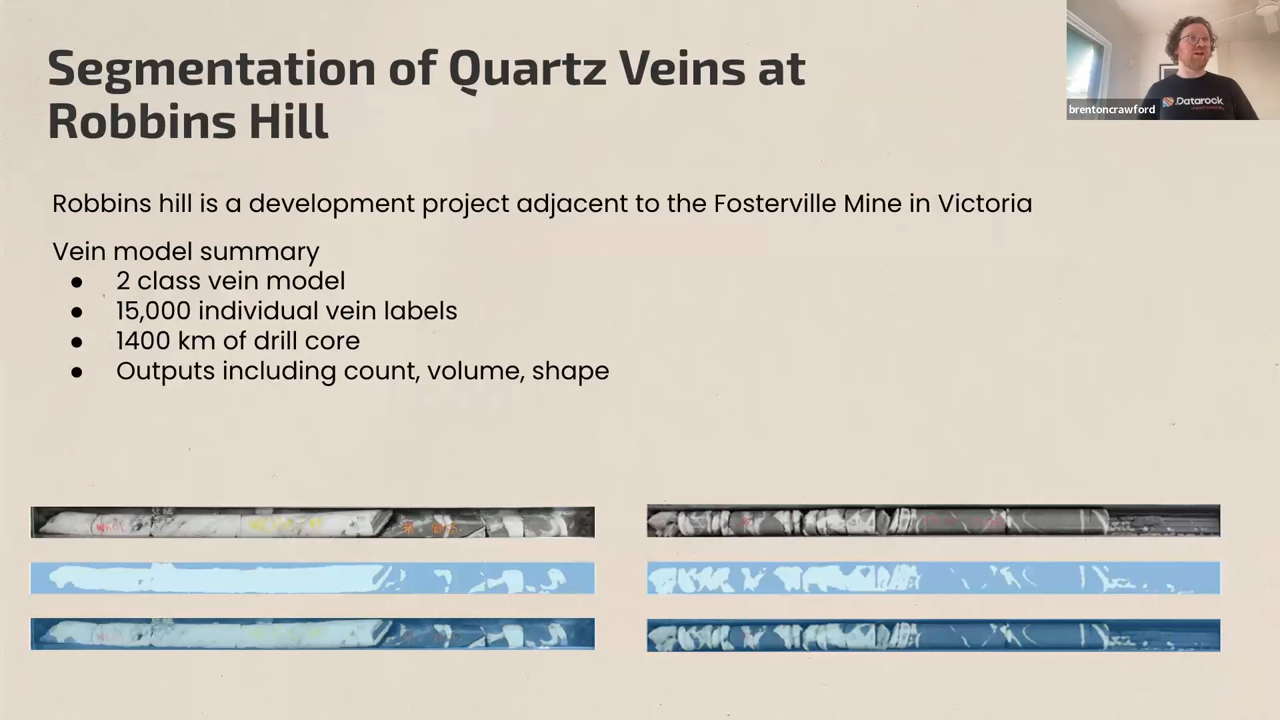 Segmentation of Quartz Veins at
Robbins Hill
brentoncrawford
Datarock
Robbins hill is a development project adjacent to the Fosterville Mine in Victoria
Vein model summary
● 2 class vein model
● 15,000 individual vein labels
● 1400 km of drill core
● Outputs including count, volume, shape